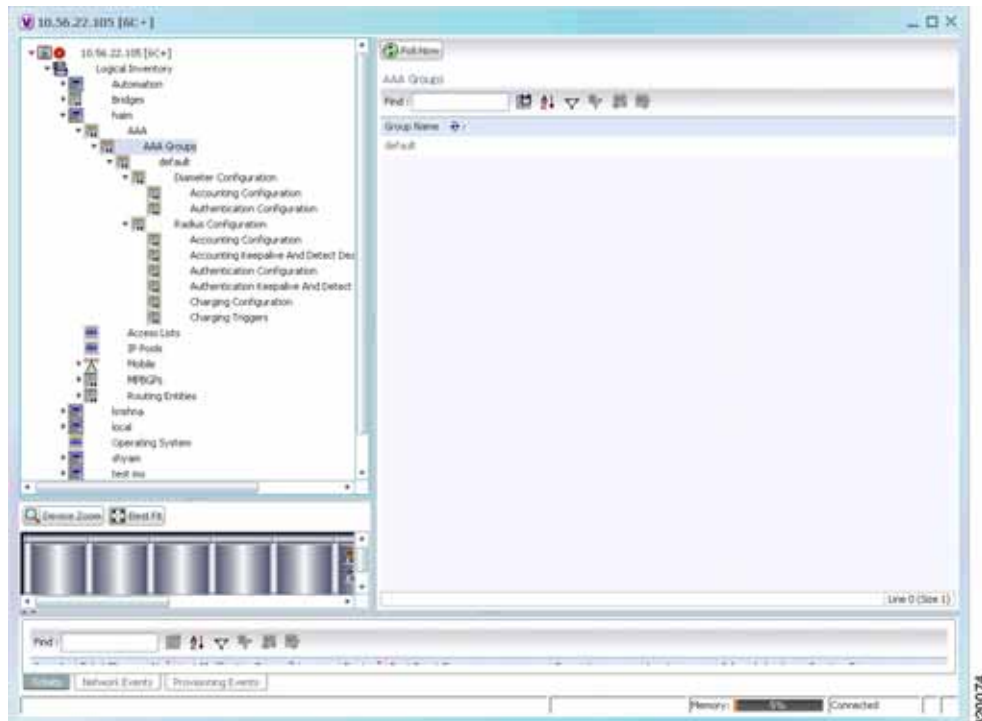 10.56.22.105 [6C+]
10.56.22.105 [6C+]
Logical Inventory
Automation
Bridges
haim
AAA
AAA Groups
default
Diameter Configuration
Accounting Configuration
Authentication Configuration
Radius Configuration
Accounting Configuration
Accounting Keepalive And Detect Dea
Authentication Configuration
Authentication Keepalive And Detect
Charging Configuration
Charging Triggers
Access Lists
IP Pools
Mobile
MPBGPs
Routing Entities
krishna
local
Operating System
shyam
Device Zoom
Best Fit
Poll Now
AAA Groups
Find :
Group Name
default
Line 0 (Size 1)
Find :
Tickets
Network Events
Provisioning Events
Memory:
5%
Connected
320074